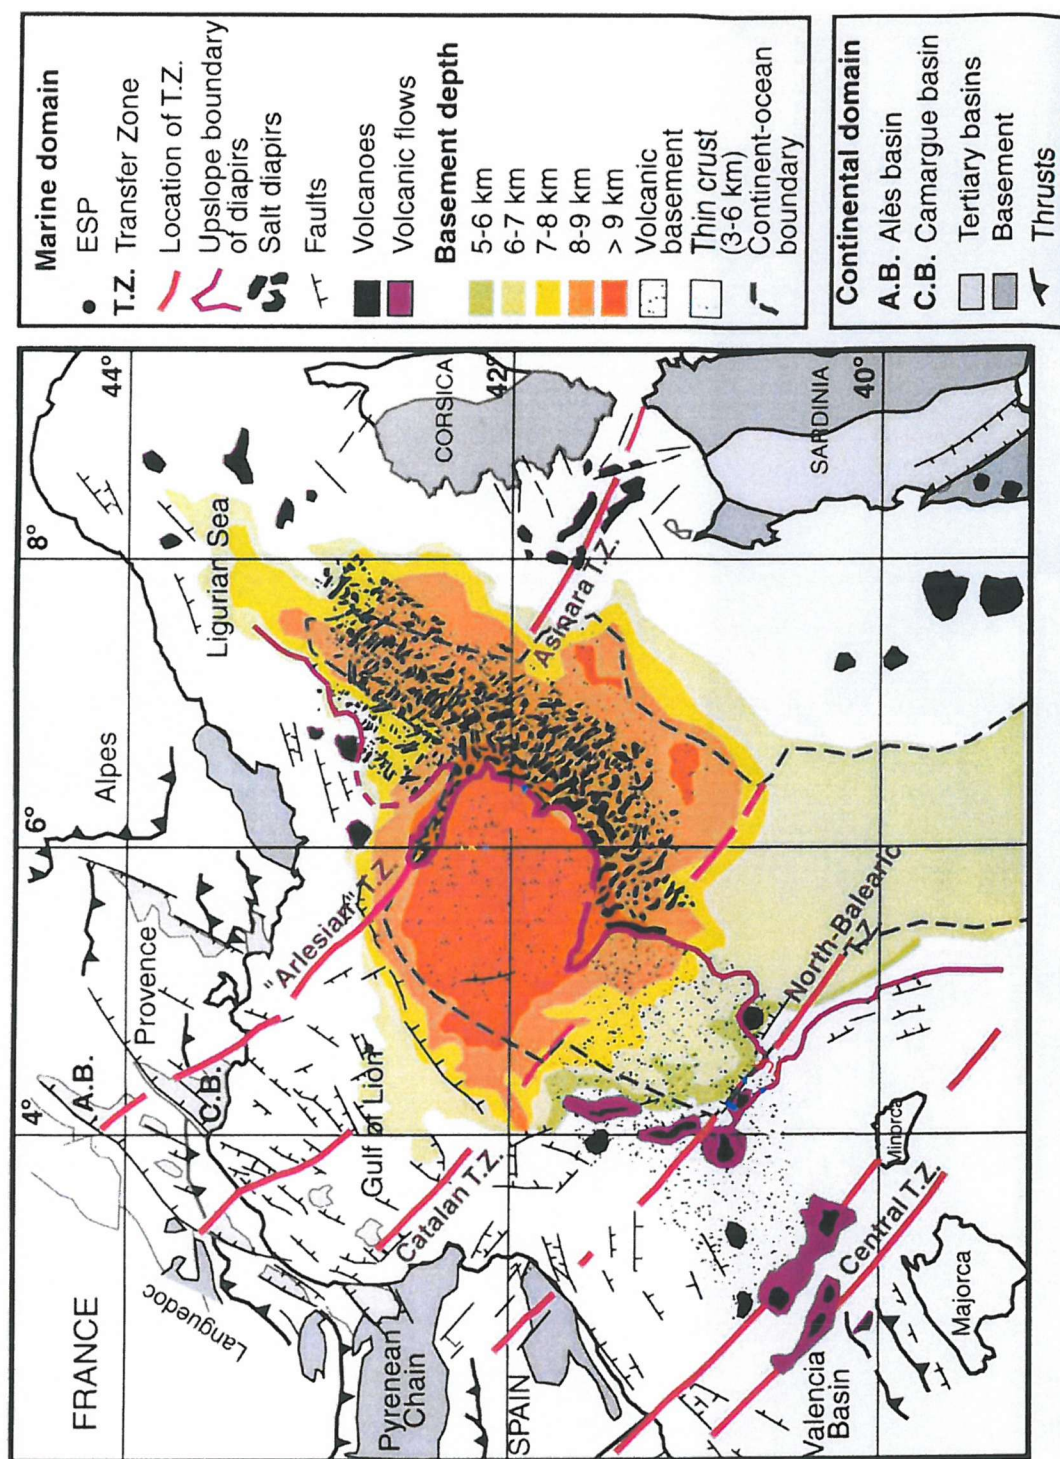 FRANCE
Languedoc
A.B.
C.B.
Provence
Alpes
Ligurian Sea
4°
6°
8°
44°
42°
40°
"Arlesian" T.Z.
Gulf of Lion
Catalan T.Z.
Pyrenean
Chain
SPAIN
Asinara T.Z.
CORSICA
SARDINIA
North-Balearic
T.Z.
Valencia
Basin
Central T.Z.
Minorca
Majorca
Marine domain
ESP
T.Z. Transfer Zone
Location of T.Z.
Upslope boundary
of diapirs
Salt diapirs
Faults
Volcanoes
Volcanic flows
Basement depth
5-6 km
6-7 km
7-8 km
8-9 km
> 9 km
Volcanic
basement
Thin crust
(3-6 km)
Continent-ocean
boundary
Continental domain
A.B. Alès basin
C.B. Camargue basin
Tertiary basins
Basement
Thrusts